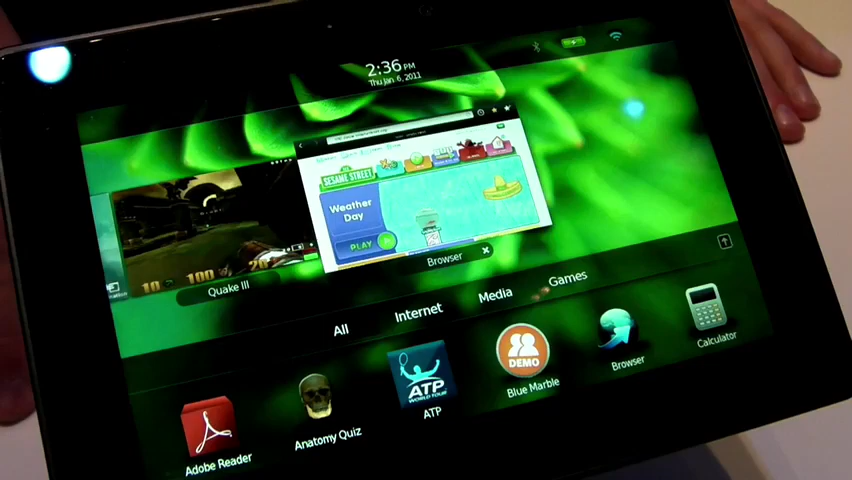 2:36 PM
Thu Jan 6, 2011
SESAME STREET
Weather Day
PLAY
10
100
20
Quake III
Browser
All
Internet
Media
Games
Adobe Reader
Anatomy Quiz
ATP
WORLD TOUR
ATP
DEMO
Blue Marble
Browser
Calculator